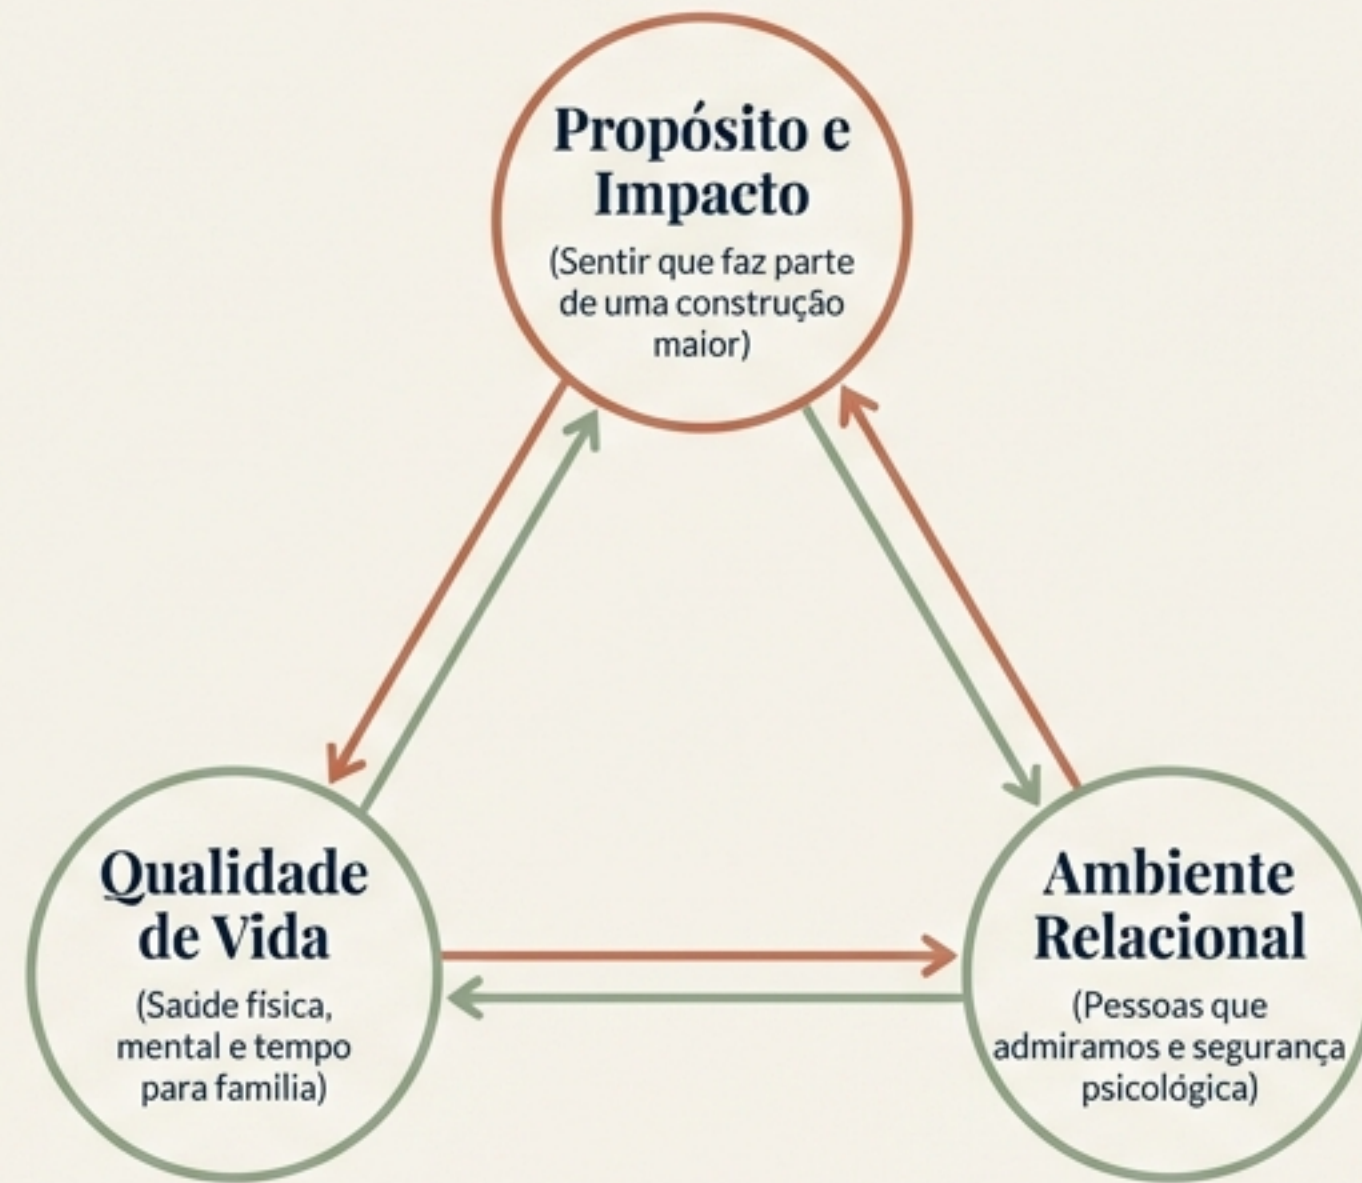 Propósito e
Impacto
(Sentir que faz parte
de uma construção
maior)
Qualidade
de Vida
(Saúde física,
mental e tempo
para familia)
Ambiente
Relacional
(Pessoas que
admiramos e segurança
psicológica)